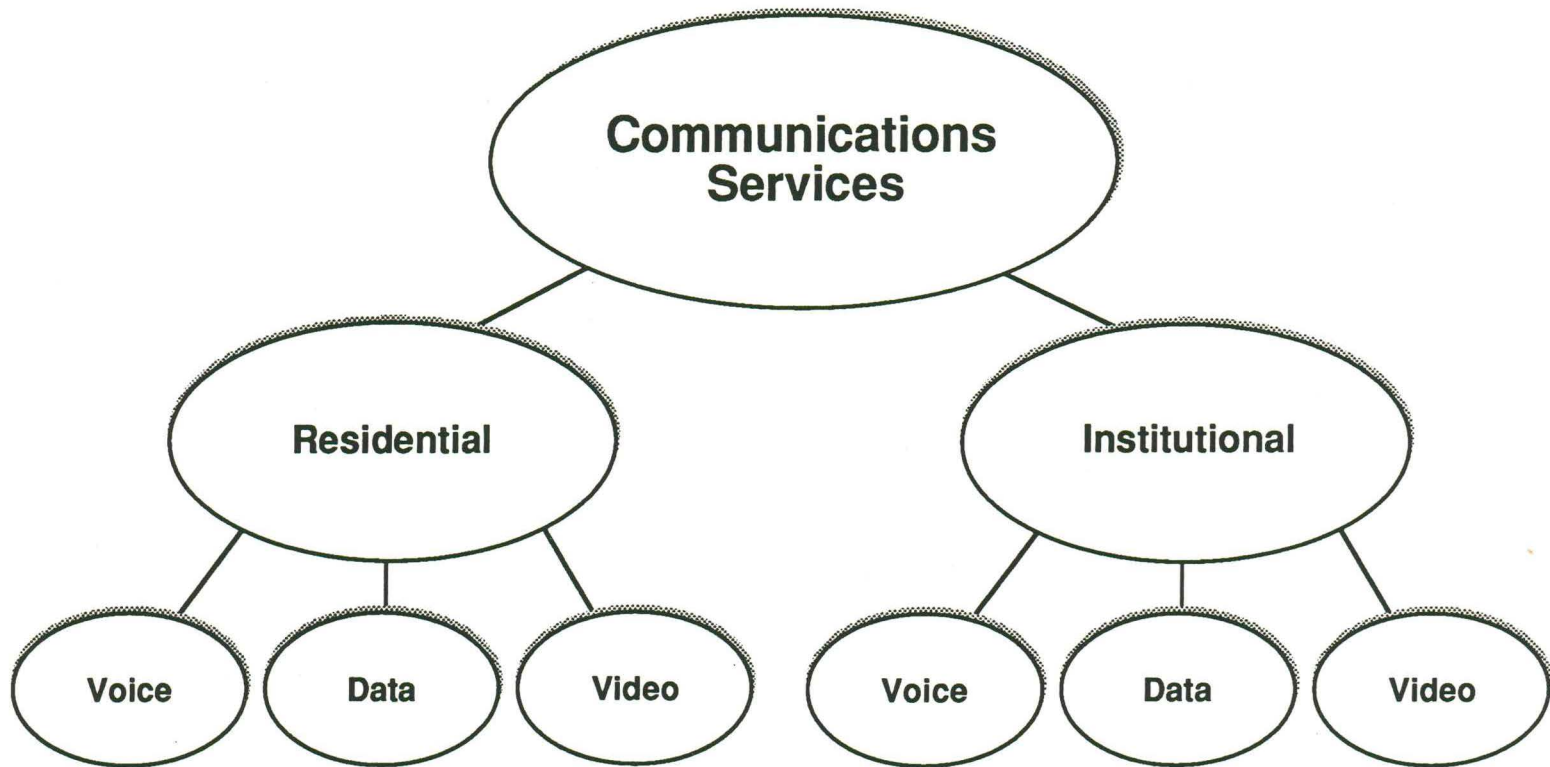 Communications
Services
Residential
Institutional
Voice
Data
Video
Voice
Data
Video